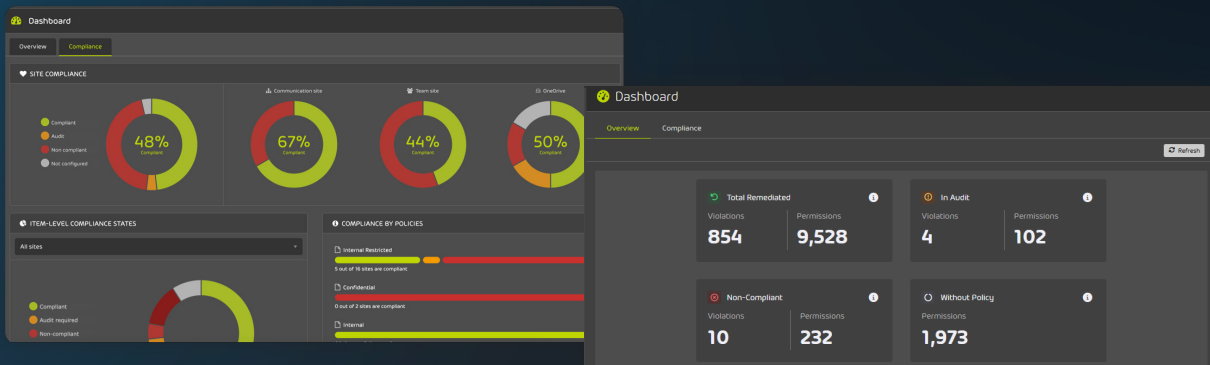 Dashboard
Overview
Compliance
SITE COMPLIANCE
Compliant
Audit
Non compliant
Not configured
48%
Compliant
Communication site
67%
Compliant
Team site
44%
Compliant
OneDrive
50%
Compliant
ITEM-LEVEL COMPLIANCE STATES
All sites
Compliant
Audit required
Non-compliant
COMPLIANCE BY POLICIES
Internal Restricted
5 out of 16 sites are compliant
Confidential
0 out of 2 sites are compliant
Internal
Dashboard
Overview
Compliance
Refresh
Total Remediated
Violations
Permissions
854
9,528
In Audit
Violations
Permissions
4
102
Non-Compliant
Violations
Permissions
10
232
Without Policy
Permissions
1,973